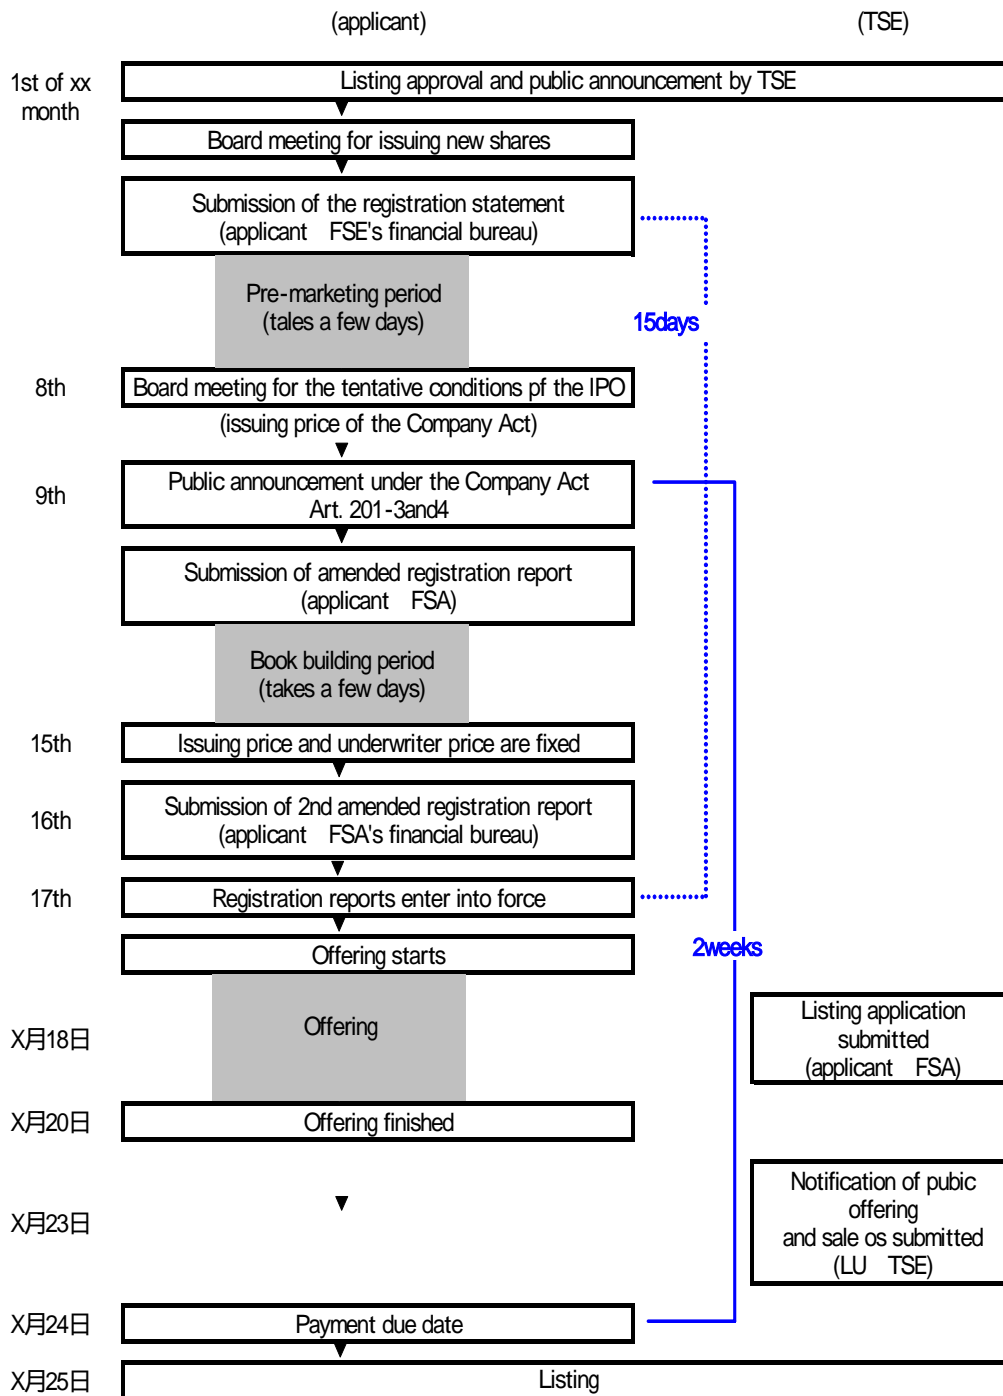 (applicant)
(TSE)
1st of xx
month
Listing approval and public announcement by TSE
Board meeting for issuing new shares
Submission of the registration statement
(applicant FSE's financial bureau)
Pre-marketing period
(tales a few days)
15days
8th
Board meeting for the tentative conditions pf the IPO
(issuing price of the Company Act)
9th
Public announcement under the Company Act
Art. 201-3and4
Submission of amended registration report
(applicant FSA)
Book building period
(takes a few days)
15th
Issuing price and underwriter price are fixed
16th
Submission of 2nd amended registration report
(applicant FSA's financial bureau)
17th
Registration reports enter into force
Offering starts
2weeks
X月18日
Offering
Listing application
submitted
(applicant FSA)
X月20日
Offering finished
X月23日
Notification of pubic
offering
and sale os submitted
(LU TSE)
X月24日
Payment due date
X月25日
Listing